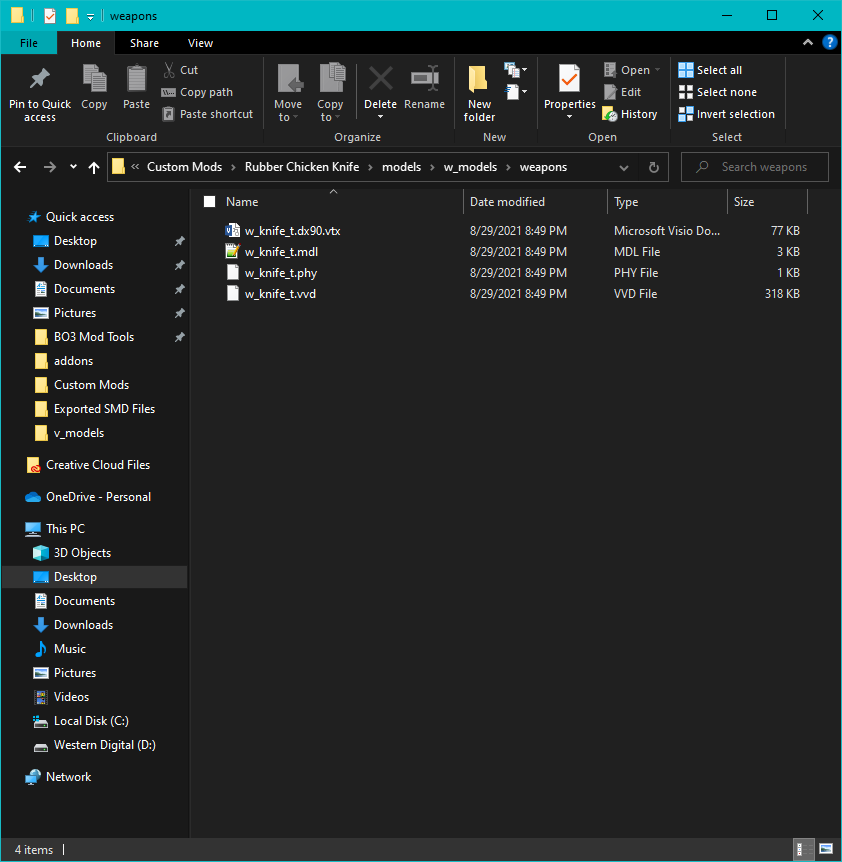 weapons
File Home Share View
Pin to Quick access
Copy
Paste
Cut
Copy path
Paste shortcut
Clipboard
Move to
Copy to
Delete
Rename
Organize
New folder
New
Properties
Open
Edit
History
Open
Select all
Select none
Invert selection
Select
« Custom Mods › Rubber Chicken Knife › models › w_models › weapons
Search weapons
Name Date modified Type Size
w_knife_t.dx90.vtx 8/29/2021 8:49 PM Microsoft Visio Do... 77 KB
w_knife_t.mdl 8/29/2021 8:49 PM MDL File 3 KB
w_knife_t.phy 8/29/2021 8:49 PM PHY File 1 KB
w_knife_t.vvd 8/29/2021 8:49 PM VVD File 318 KB
Quick access
Desktop
Downloads
Documents
Pictures
BO3 Mod Tools
addons
Custom Mods
Exported SMD Files
v_models
Creative Cloud Files
OneDrive - Personal
This PC
3D Objects
Desktop
Documents
Downloads
Music
Pictures
Videos
Local Disk (C:)
Western Digital (D:)
Network
4 items